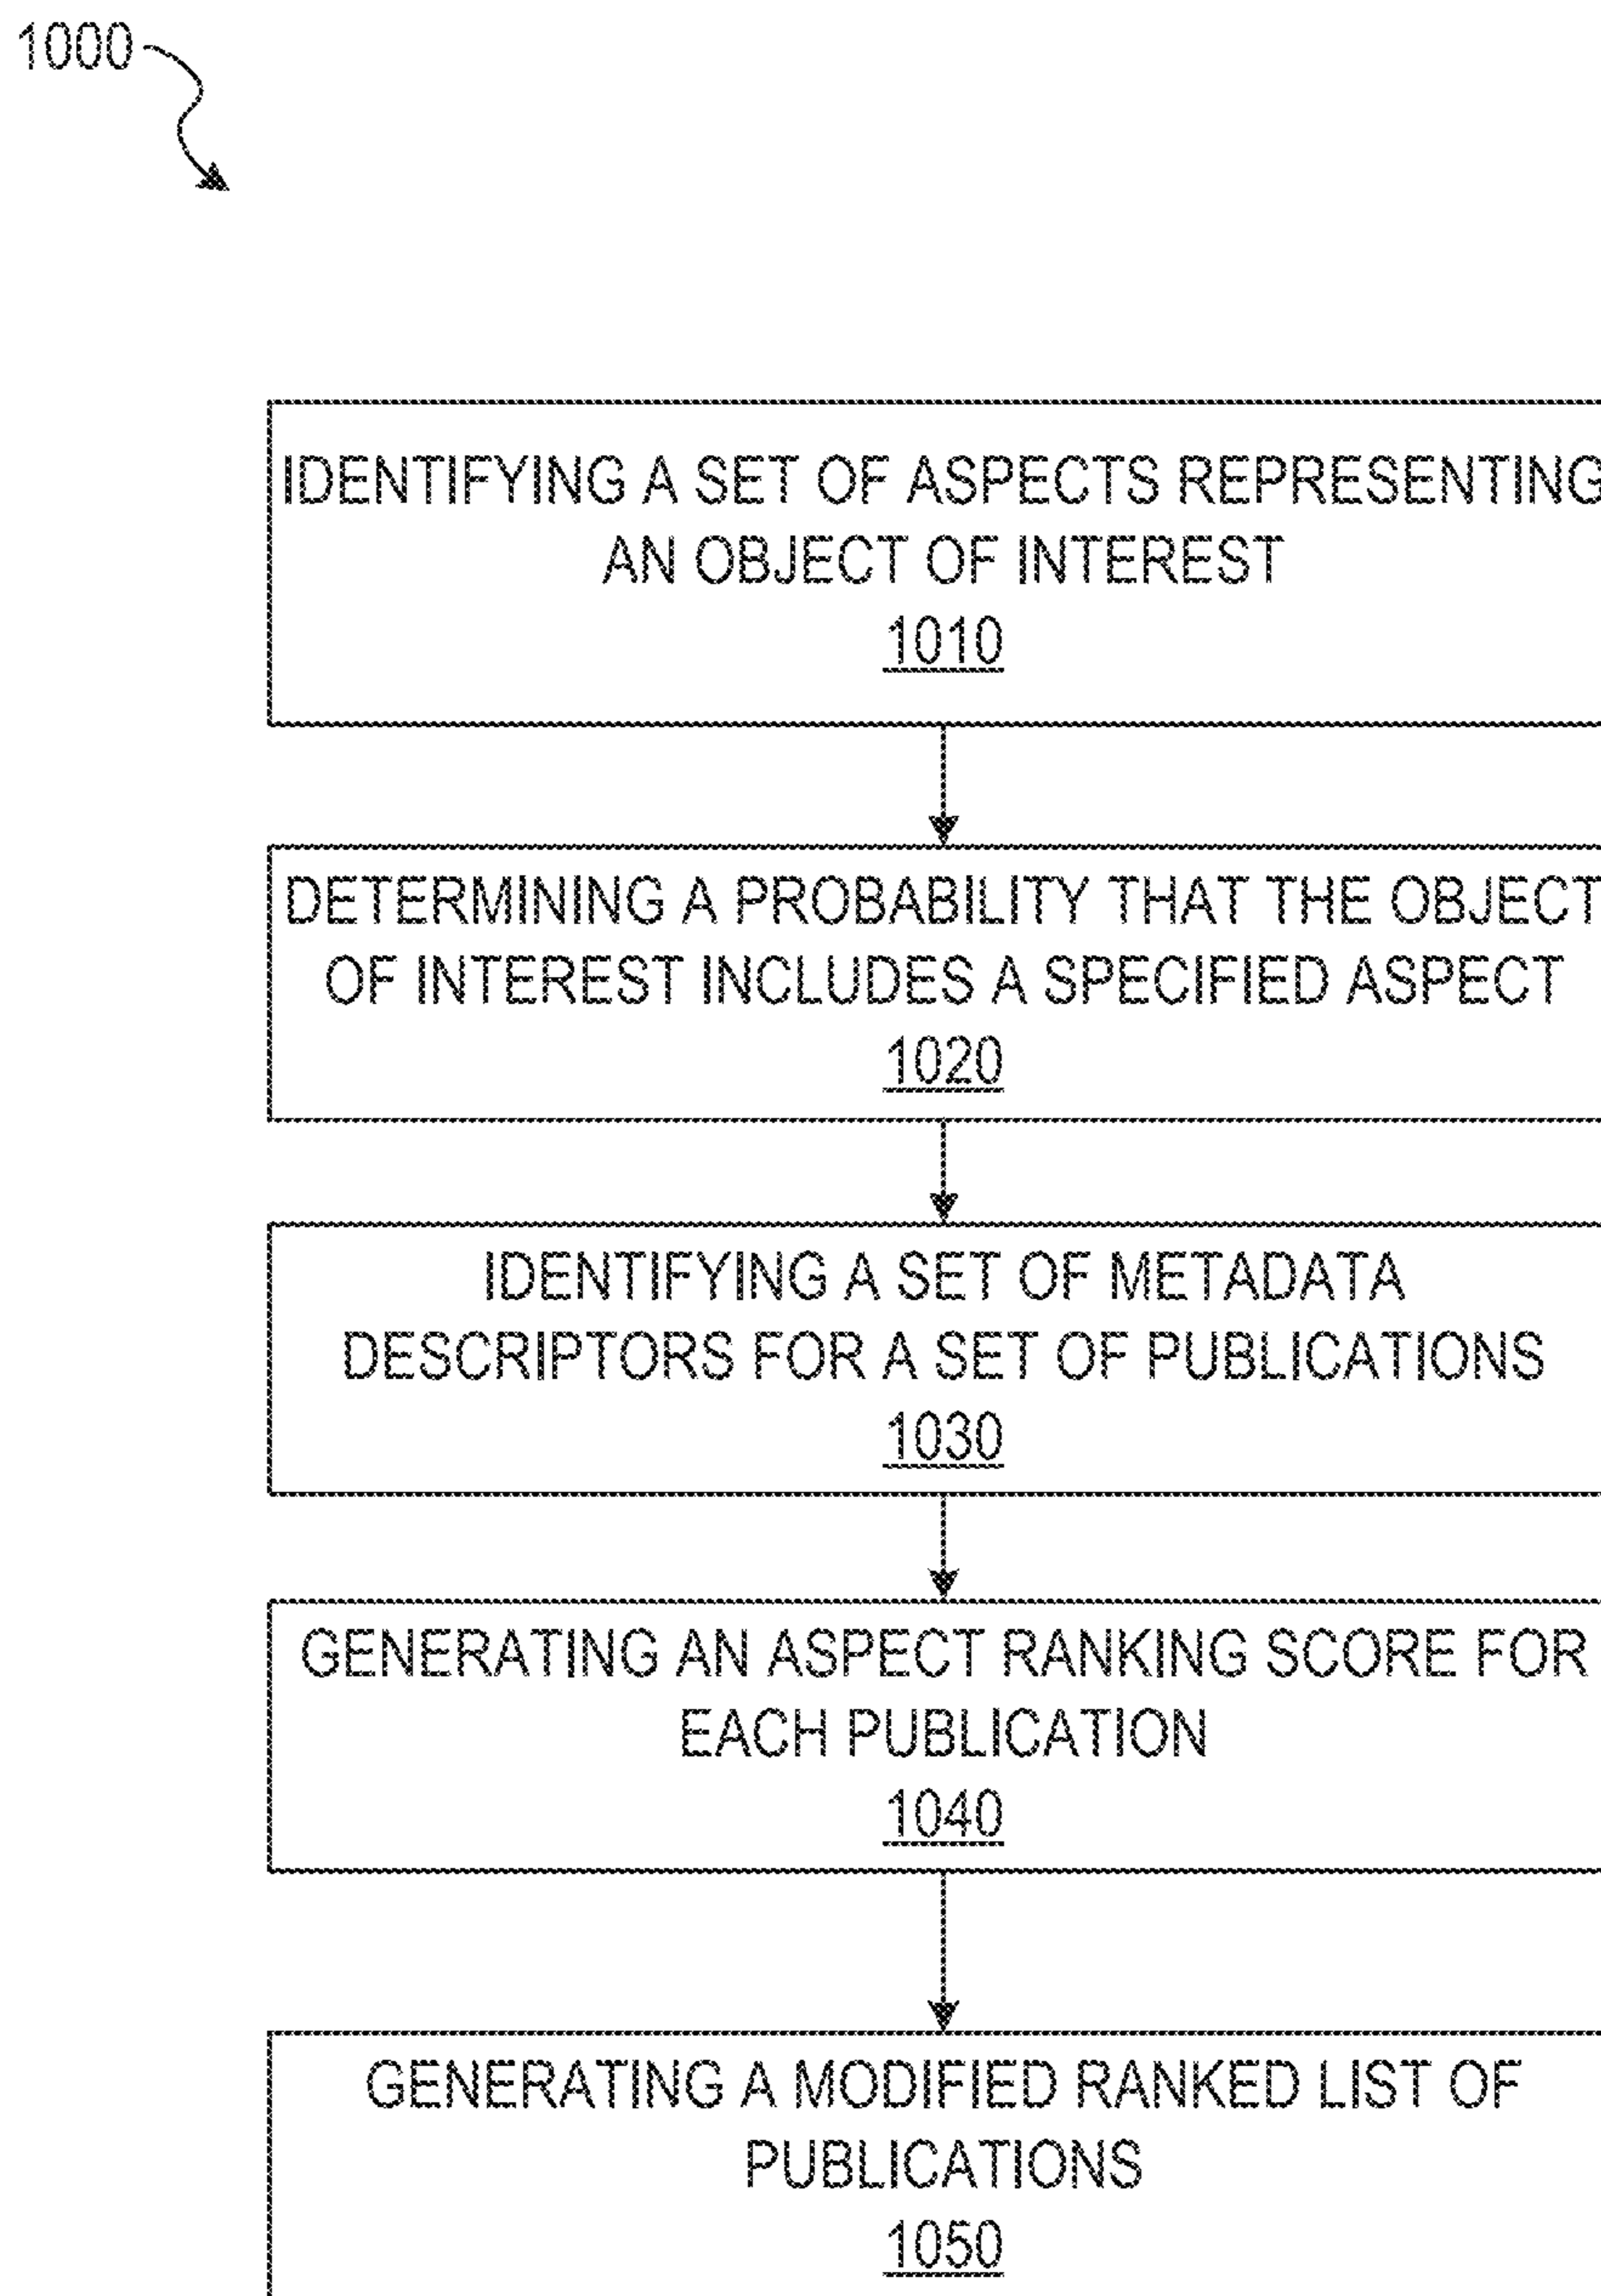 1000
IDENTIFYING A SET OF ASPECTS REPRESENTING
AN OBJECT OF INTEREST
1010
DETERMINING A PROBABILITY THAT THE OBJECT
OF INTEREST INCLUDES A SPECIFIED ASPECT
1020
IDENTIFYING A SET OF METADATA
DESCRIPTORS FOR A SET OF PUBLICATIONS
1030
GENERATING AN ASPECT RANKING SCORE FOR
EACH PUBLICATION
1040
GENERATING A MODIFIED RANKED LIST OF
PUBLICATIONS
1050